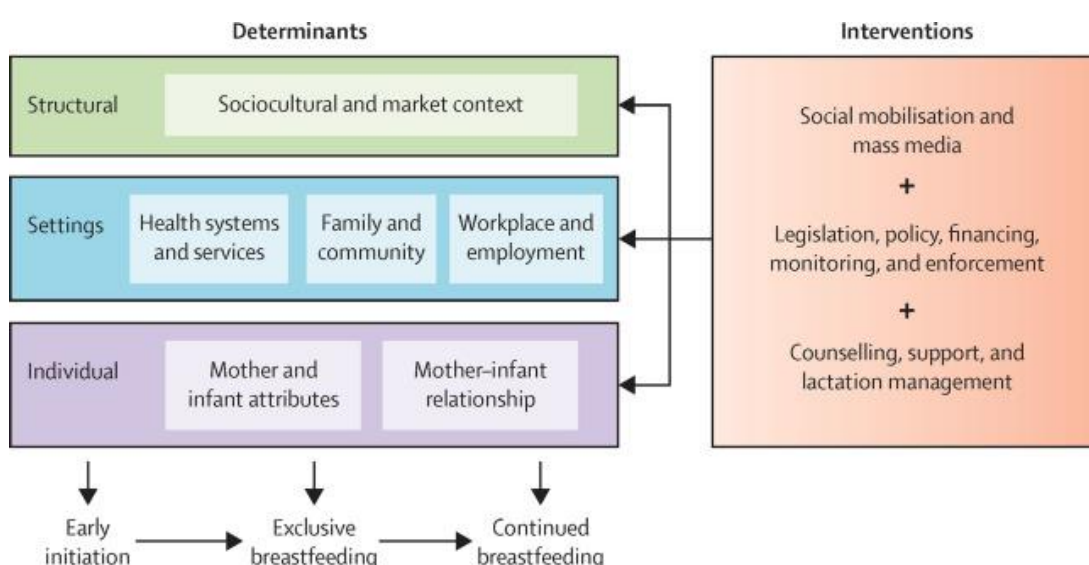 Determinants
Interventions
Structural
Sociocultural and market context
Settings
Health systems
and services
Family and
community
Workplace and
employment
Individual
Mother and
infant attributes
Mother–infant
relationship
Social mobilisation and
mass media
+
Legislation, policy, financing,
monitoring, and enforcement
+
Counselling, support, and
lactation management
Early
initiation
Exclusive
breastfeeding
Continued
breastfeeding